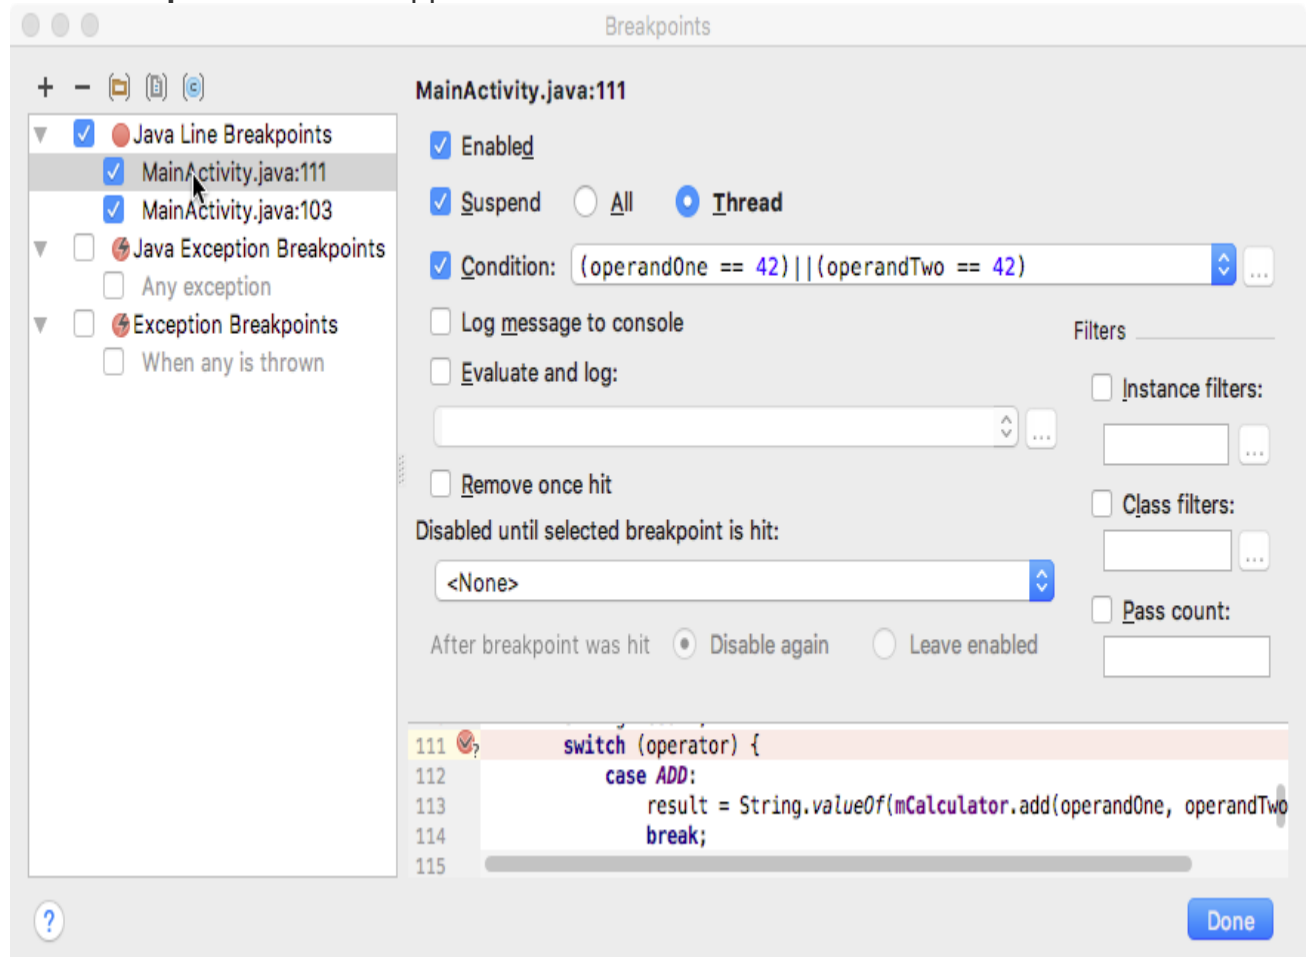 Breakpoints
MainActivity.java:111
Java Line Breakpoints
MainActivity.java:111
MainActivity.java:103
Java Exception Breakpoints
Any exception
Exception Breakpoints
When any is thrown
Enabled
Suspend All Thread
Condition: (operandOne == 42)||(operandTwo == 42) ...
Log message to console
Evaluate and log:
...
Remove once hit
Disabled until selected breakpoint is hit:
<None>
After breakpoint was hit Disable again Leave enabled
Filters
Instance filters:
...
Class filters:
...
Pass count:
111 ? switch (operator) {
112 case ADD:
113 result = String.valueOf(mCalculator.add(operandOne, operandTwo
114 break;
115
? Done